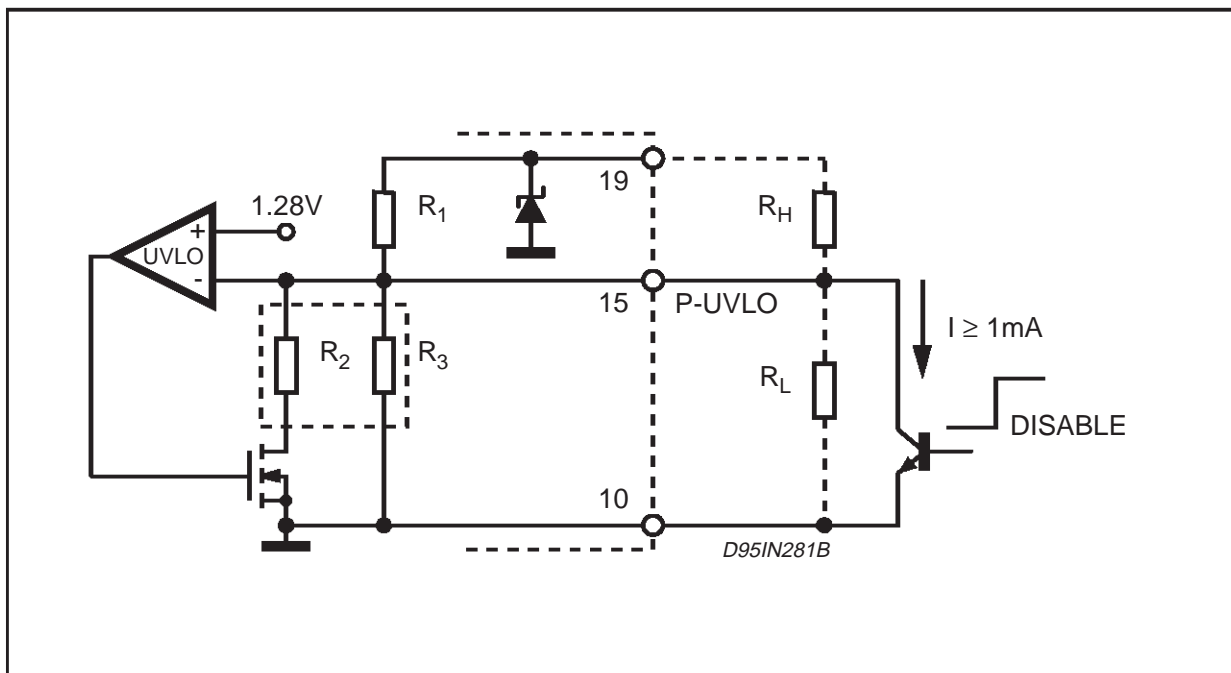 19
1.28V
R1
RH
+
UVLO
-
15
P-UVLO
I ≥ 1mA
R2
R3
RL
DISABLE
10
D95IN281B